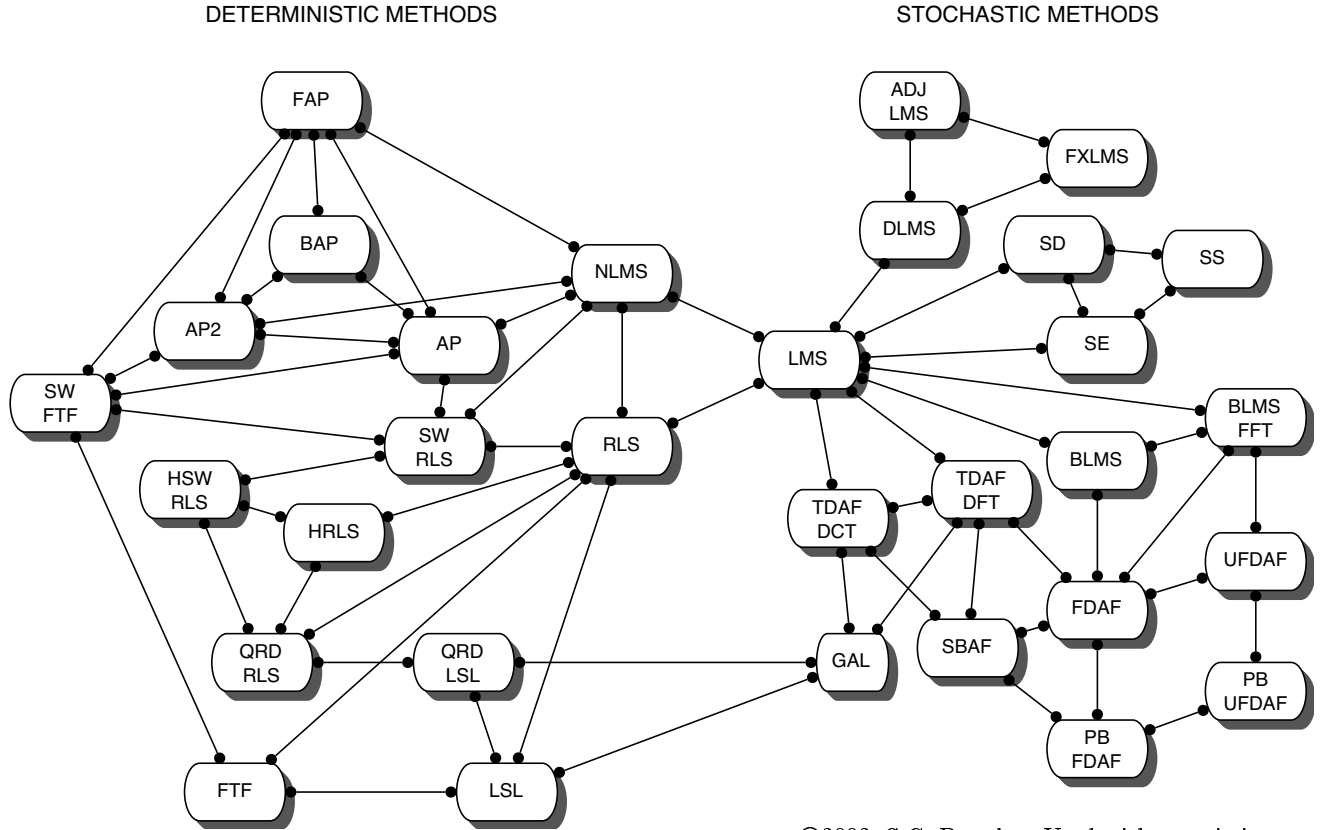 DETERMINISTIC METHODS
STOCHASTIC METHODS
FAP
ADJ
LMS
FXLMS
BAP
DLMS
SD
SS
NLMS
AP2
AP
LMS
SE
SW
FTF
SW
RLS
RLS
BLMS
FFT
BLMS
HSW
RLS
HRLS
TDAF
DCT
TDAF
DFT
UFDAF
FDAF
QRD
RLS
QRD
LSL
GAL
SBAF
PB
UFDAF
PB
FDAF
FTF
LSL